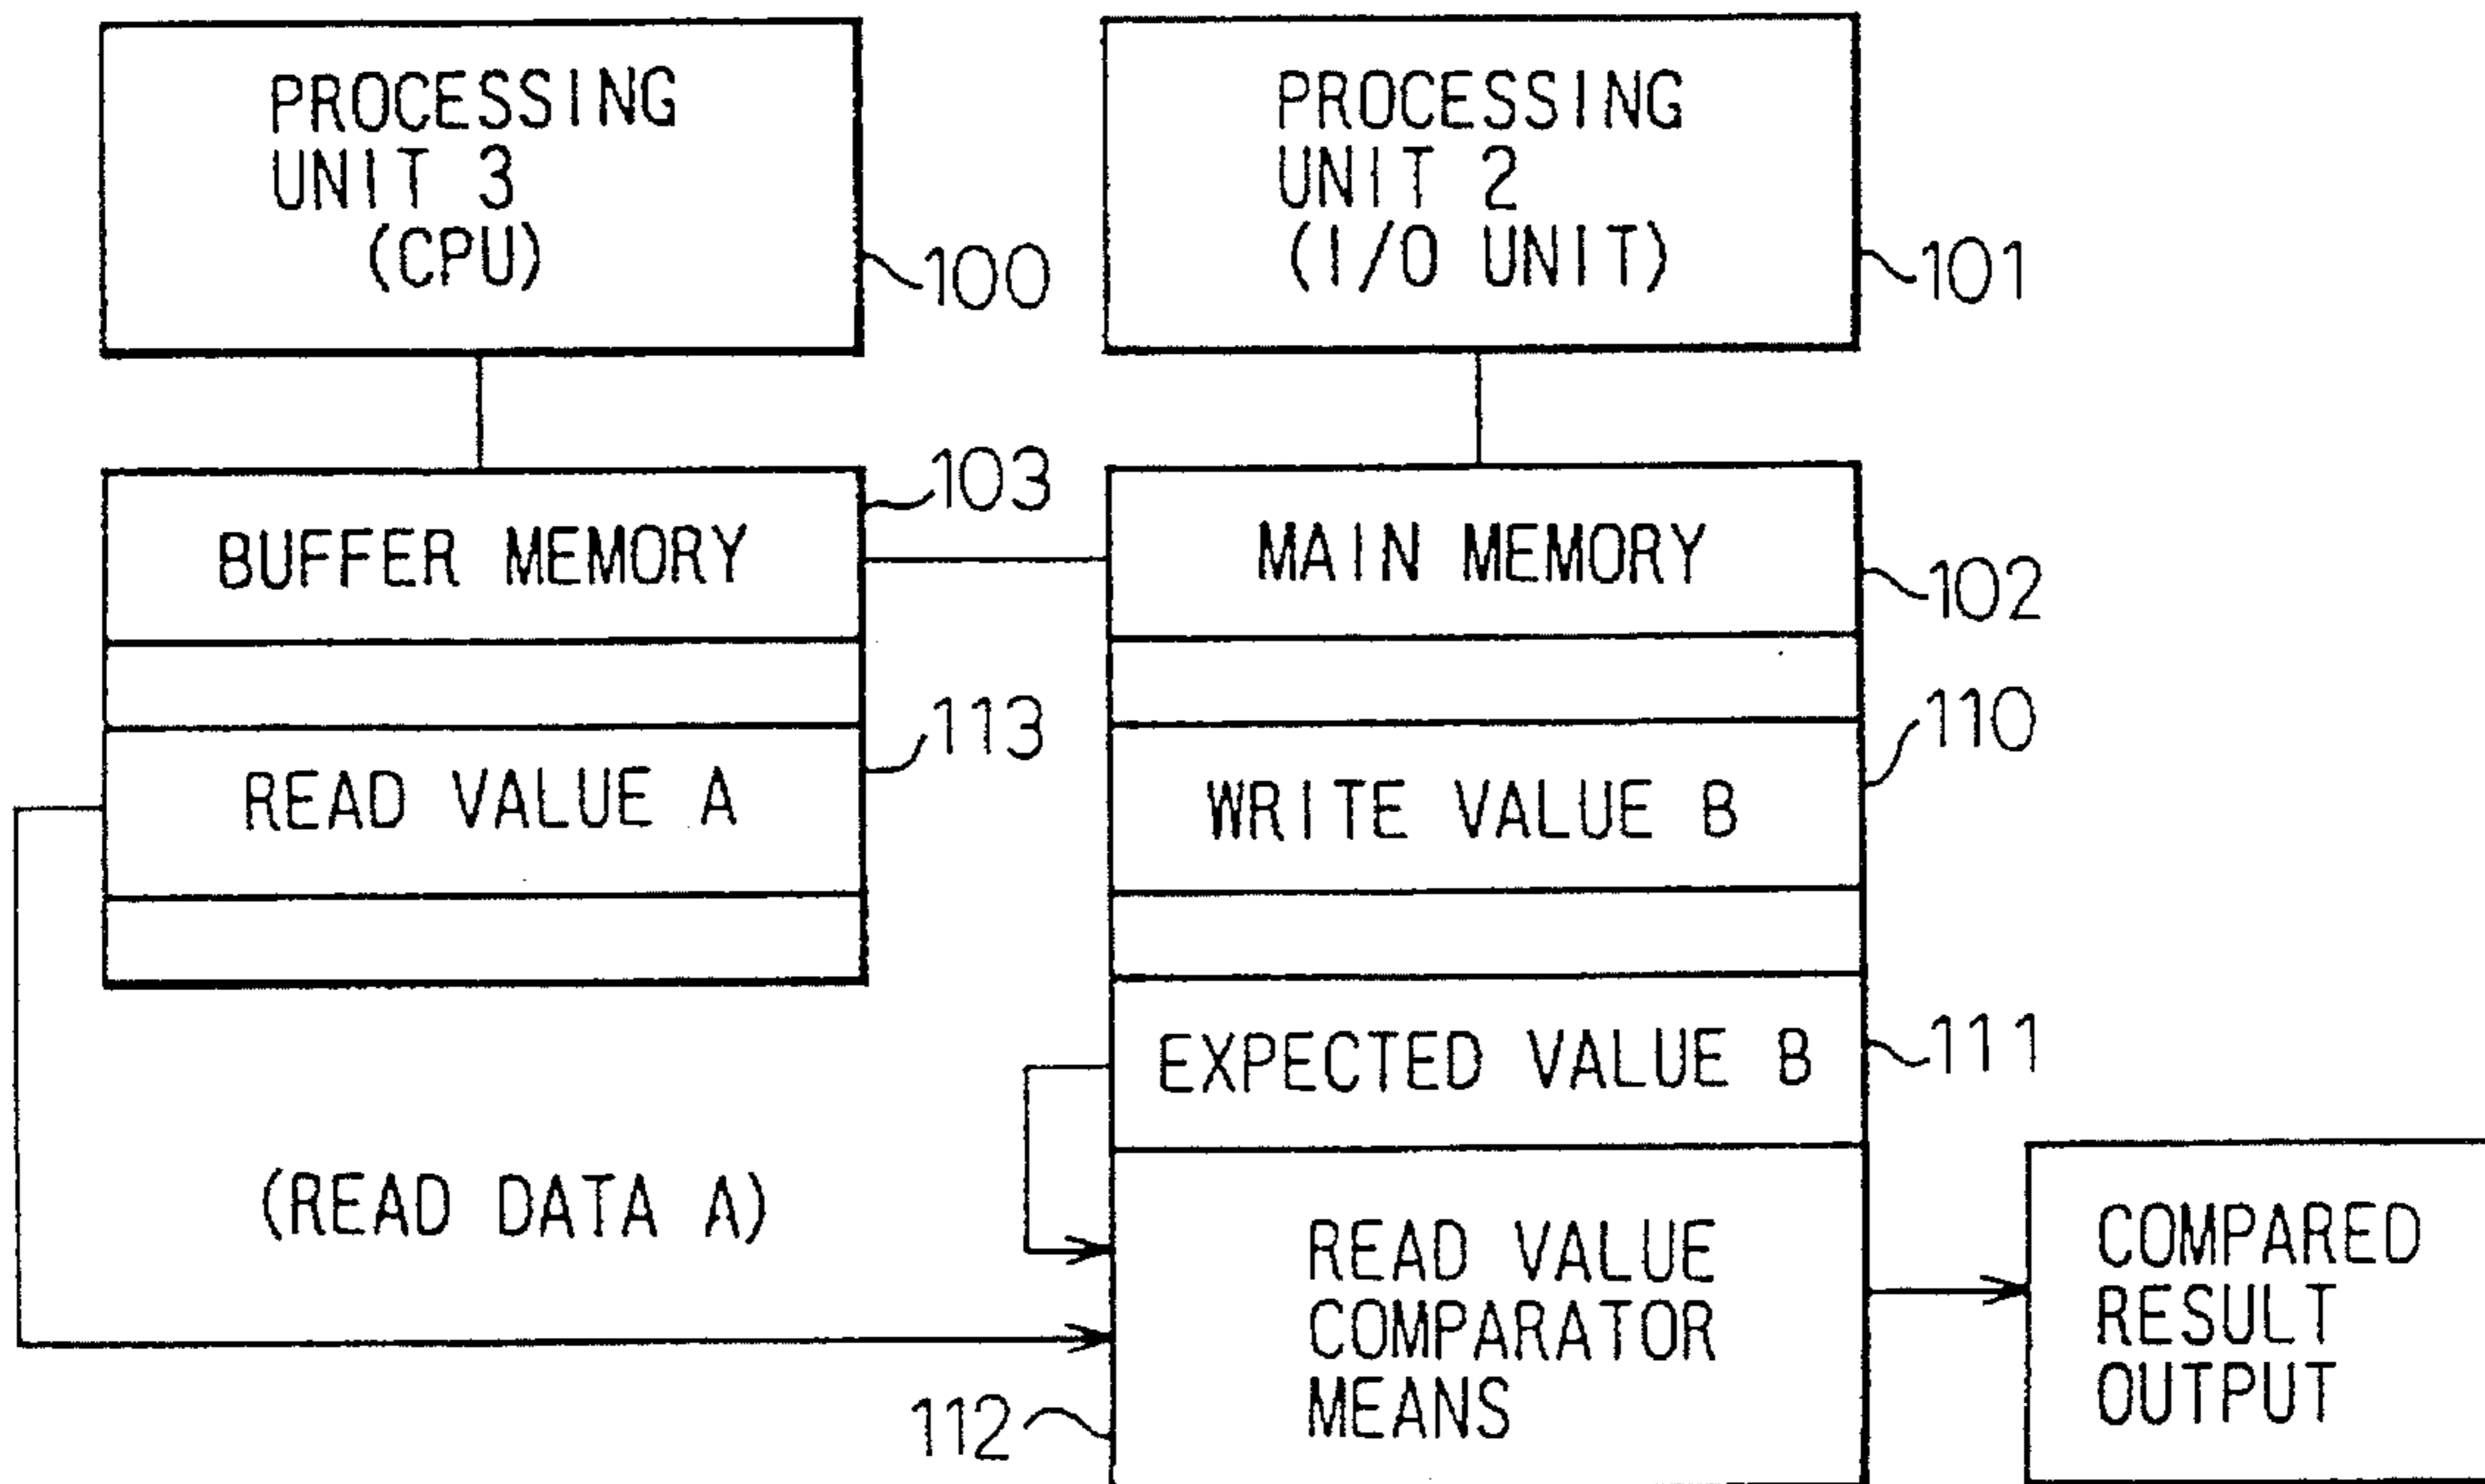 PROCESSING
UNIT 3
(CPU)
100
PROCESSING
UNIT 2
(I/O UNIT)
101
BUFFER MEMORY
103
MAIN MEMORY
102
READ VALUE A
113
WRITE VALUE B
110
EXPECTED VALUE B
111
(READ DATA A)
READ VALUE
COMPARATOR
MEANS
112
COMPARED
RESULT
OUTPUT